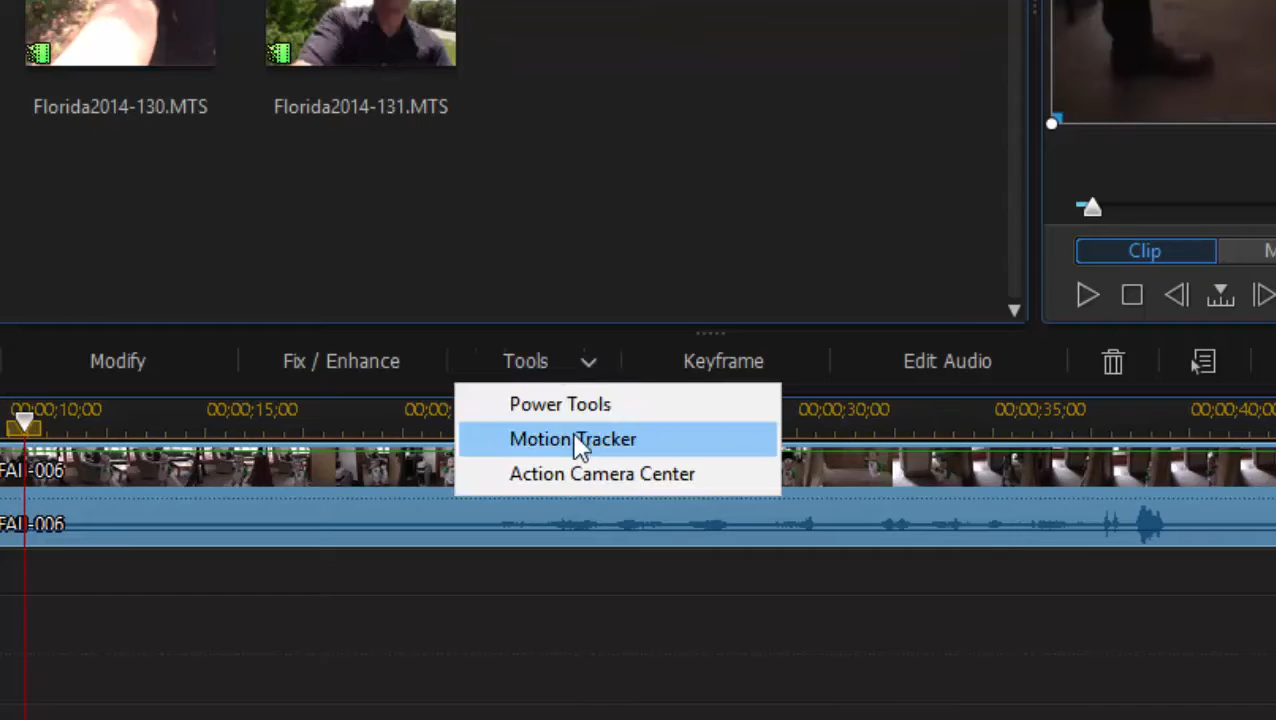 Florida2014-130.MTS
Florida2014-131.MTS
Clip
M
Modify
Fix / Enhance
Tools
Keyframe
Edit Audio
00;00;10;00
00;00;15;00
00;00;
00;00;30;00
00;00;35;00
00;00;40;00
Power Tools
Motion Tracker
Action Camera Center
-006
-006